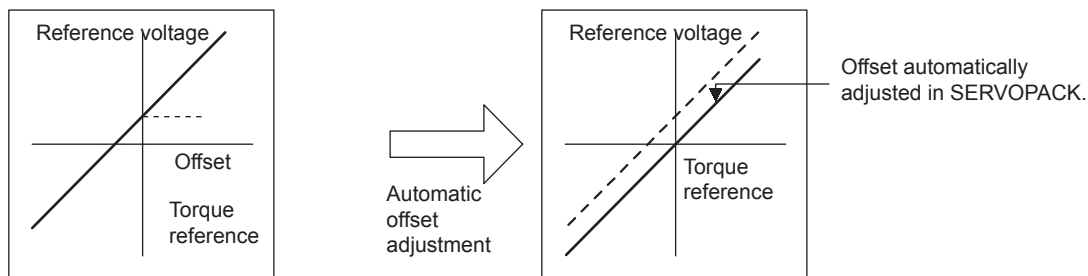 Reference voltage
Offset
Torque
reference
Automatic
offset
adjustment
Reference voltage
Torque
reference
Offset automatically
adjusted in SERVOPACK.